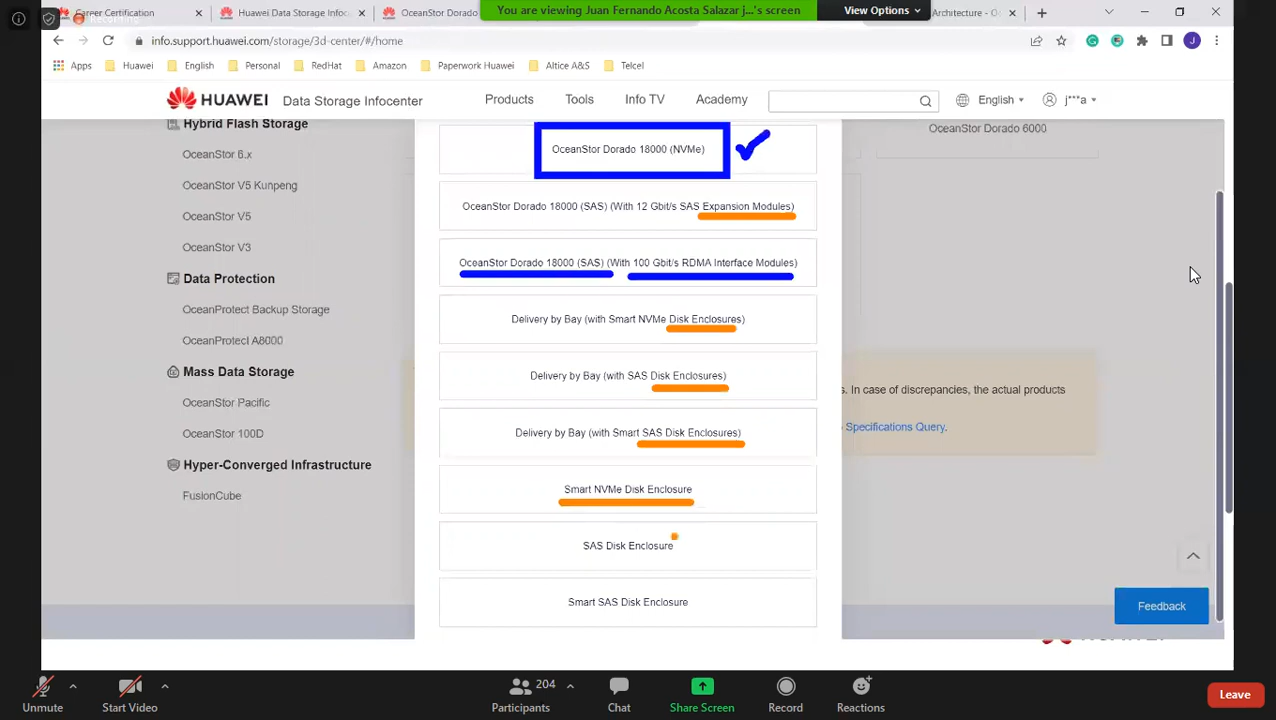 You are viewing Juan Fernando Acosta Salazar j...'s screen
View Options
Recording
Career Certification
Huawei Data Storage Infoc
OceanStor Dorado
Architecture - O
info.support.huawei.com/storage/3d-center/#/home
J
Apps
Huawei
English
Personal
RedHat
Amazon
Paperwork Huawei
Altice A&S
Telcel
HUAWEI
Data Storage Infocenter
Products
Tools
Info TV
Academy
English
j***a
Hybrid Flash Storage
OceanStor 6.x
OceanStor V5 Kunpeng
OceanStor V5
OceanStor V3
Data Protection
OceanProtect Backup Storage
OceanProtect A8000
Mass Data Storage
OceanStor Pacific
OceanStor 100D
Hyper-Converged Infrastructure
FusionCube
OceanStor Dorado 18000 (NVMe)
OceanStor Dorado 18000 (SAS) (With 12 Gbit/s SAS Expansion Modules)
OceanStor Dorado 18000 (SAS) (With 100 Gbit/s RDMA Interface Modules)
Delivery by Bay (with Smart NVMe Disk Enclosures)
Delivery by Bay (with SAS Disk Enclosures)
Delivery by Bay (with Smart SAS Disk Enclosures)
Smart NVMe Disk Enclosure
SAS Disk Enclosure
Smart SAS Disk Enclosure
OceanStor Dorado 6000
s. In case of discrepancies, the actual products
Specifications Query.
Feedback
Unmute
Start Video
204
Participants
Chat
Share Screen
Record
Reactions
Leave